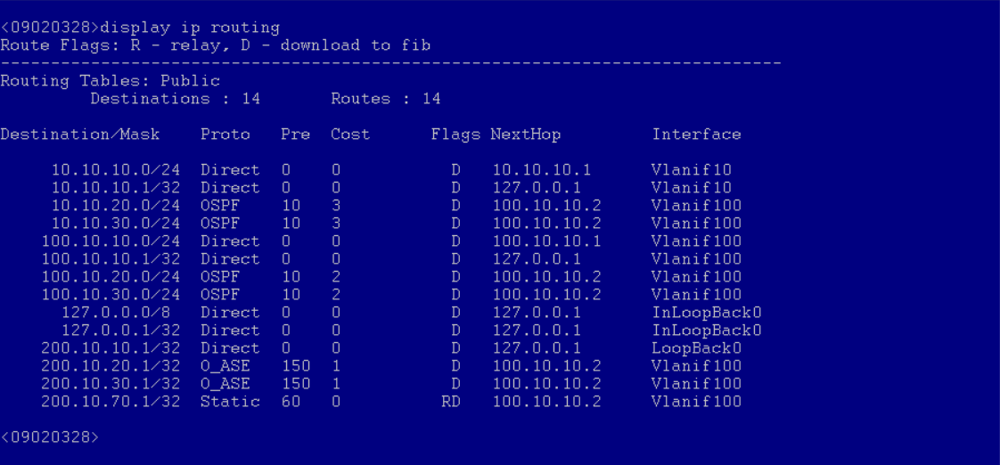 <09020328>display ip routing
Route Flags: R - relay, D - download to fib
------------------------------------------------------------------------------
Routing Tables: Public
         Destinations : 14       Routes : 14

Destination/Mask    Proto   Pre  Cost      Flags NextHop         Interface

     10.10.10.0/24  Direct  0    0           D   10.10.10.1      Vlanif10
     10.10.10.1/32  Direct  0    0           D   127.0.0.1       Vlanif10
     10.10.20.0/24  OSPF    10   3           D   100.10.10.2     Vlanif100
     10.10.30.0/24  OSPF    10   3           D   100.10.10.2     Vlanif100
    100.10.10.0/24  Direct  0    0           D   100.10.10.1     Vlanif100
    100.10.10.1/32  Direct  0    0           D   127.0.0.1       Vlanif100
    100.10.20.0/24  OSPF    10   2           D   100.10.10.2     Vlanif100
    100.10.30.0/24  OSPF    10   2           D   100.10.10.2     Vlanif100
      127.0.0.0/8   Direct  0    0           D   127.0.0.1       InLoopBack0
      127.0.0.1/32  Direct  0    0           D   127.0.0.1       InLoopBack0
    200.10.10.1/32  Direct  0    0           D   127.0.0.1       LoopBack0
    200.10.20.1/32  O_ASE   150  1           D   100.10.10.2     Vlanif100
    200.10.30.1/32  O_ASE   150  1           D   100.10.10.2     Vlanif100
    200.10.70.1/32  Static  60   0          RD   100.10.10.2     Vlanif100

<09020328>